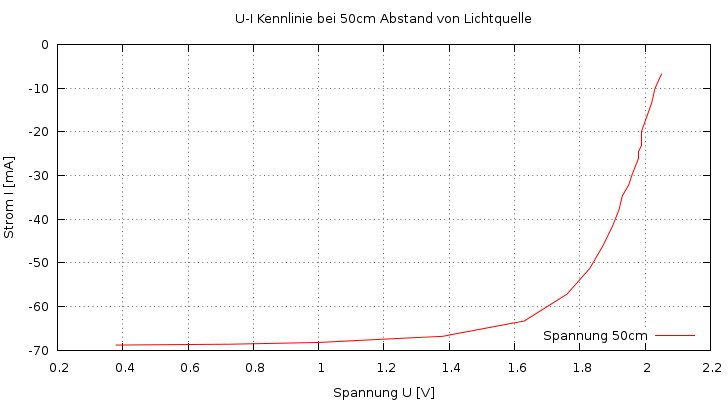 U-I Kennlinie bei 50cm Abstand von Lichtquelle
0
-10
-20
-30
-40
-50
-60
-70
Strom I [mA]
Spannung 50cm
0.2 0.4 0.6 0.8 1 1.2 1.4 1.6 1.8 2 2.2
Spannung U [V]